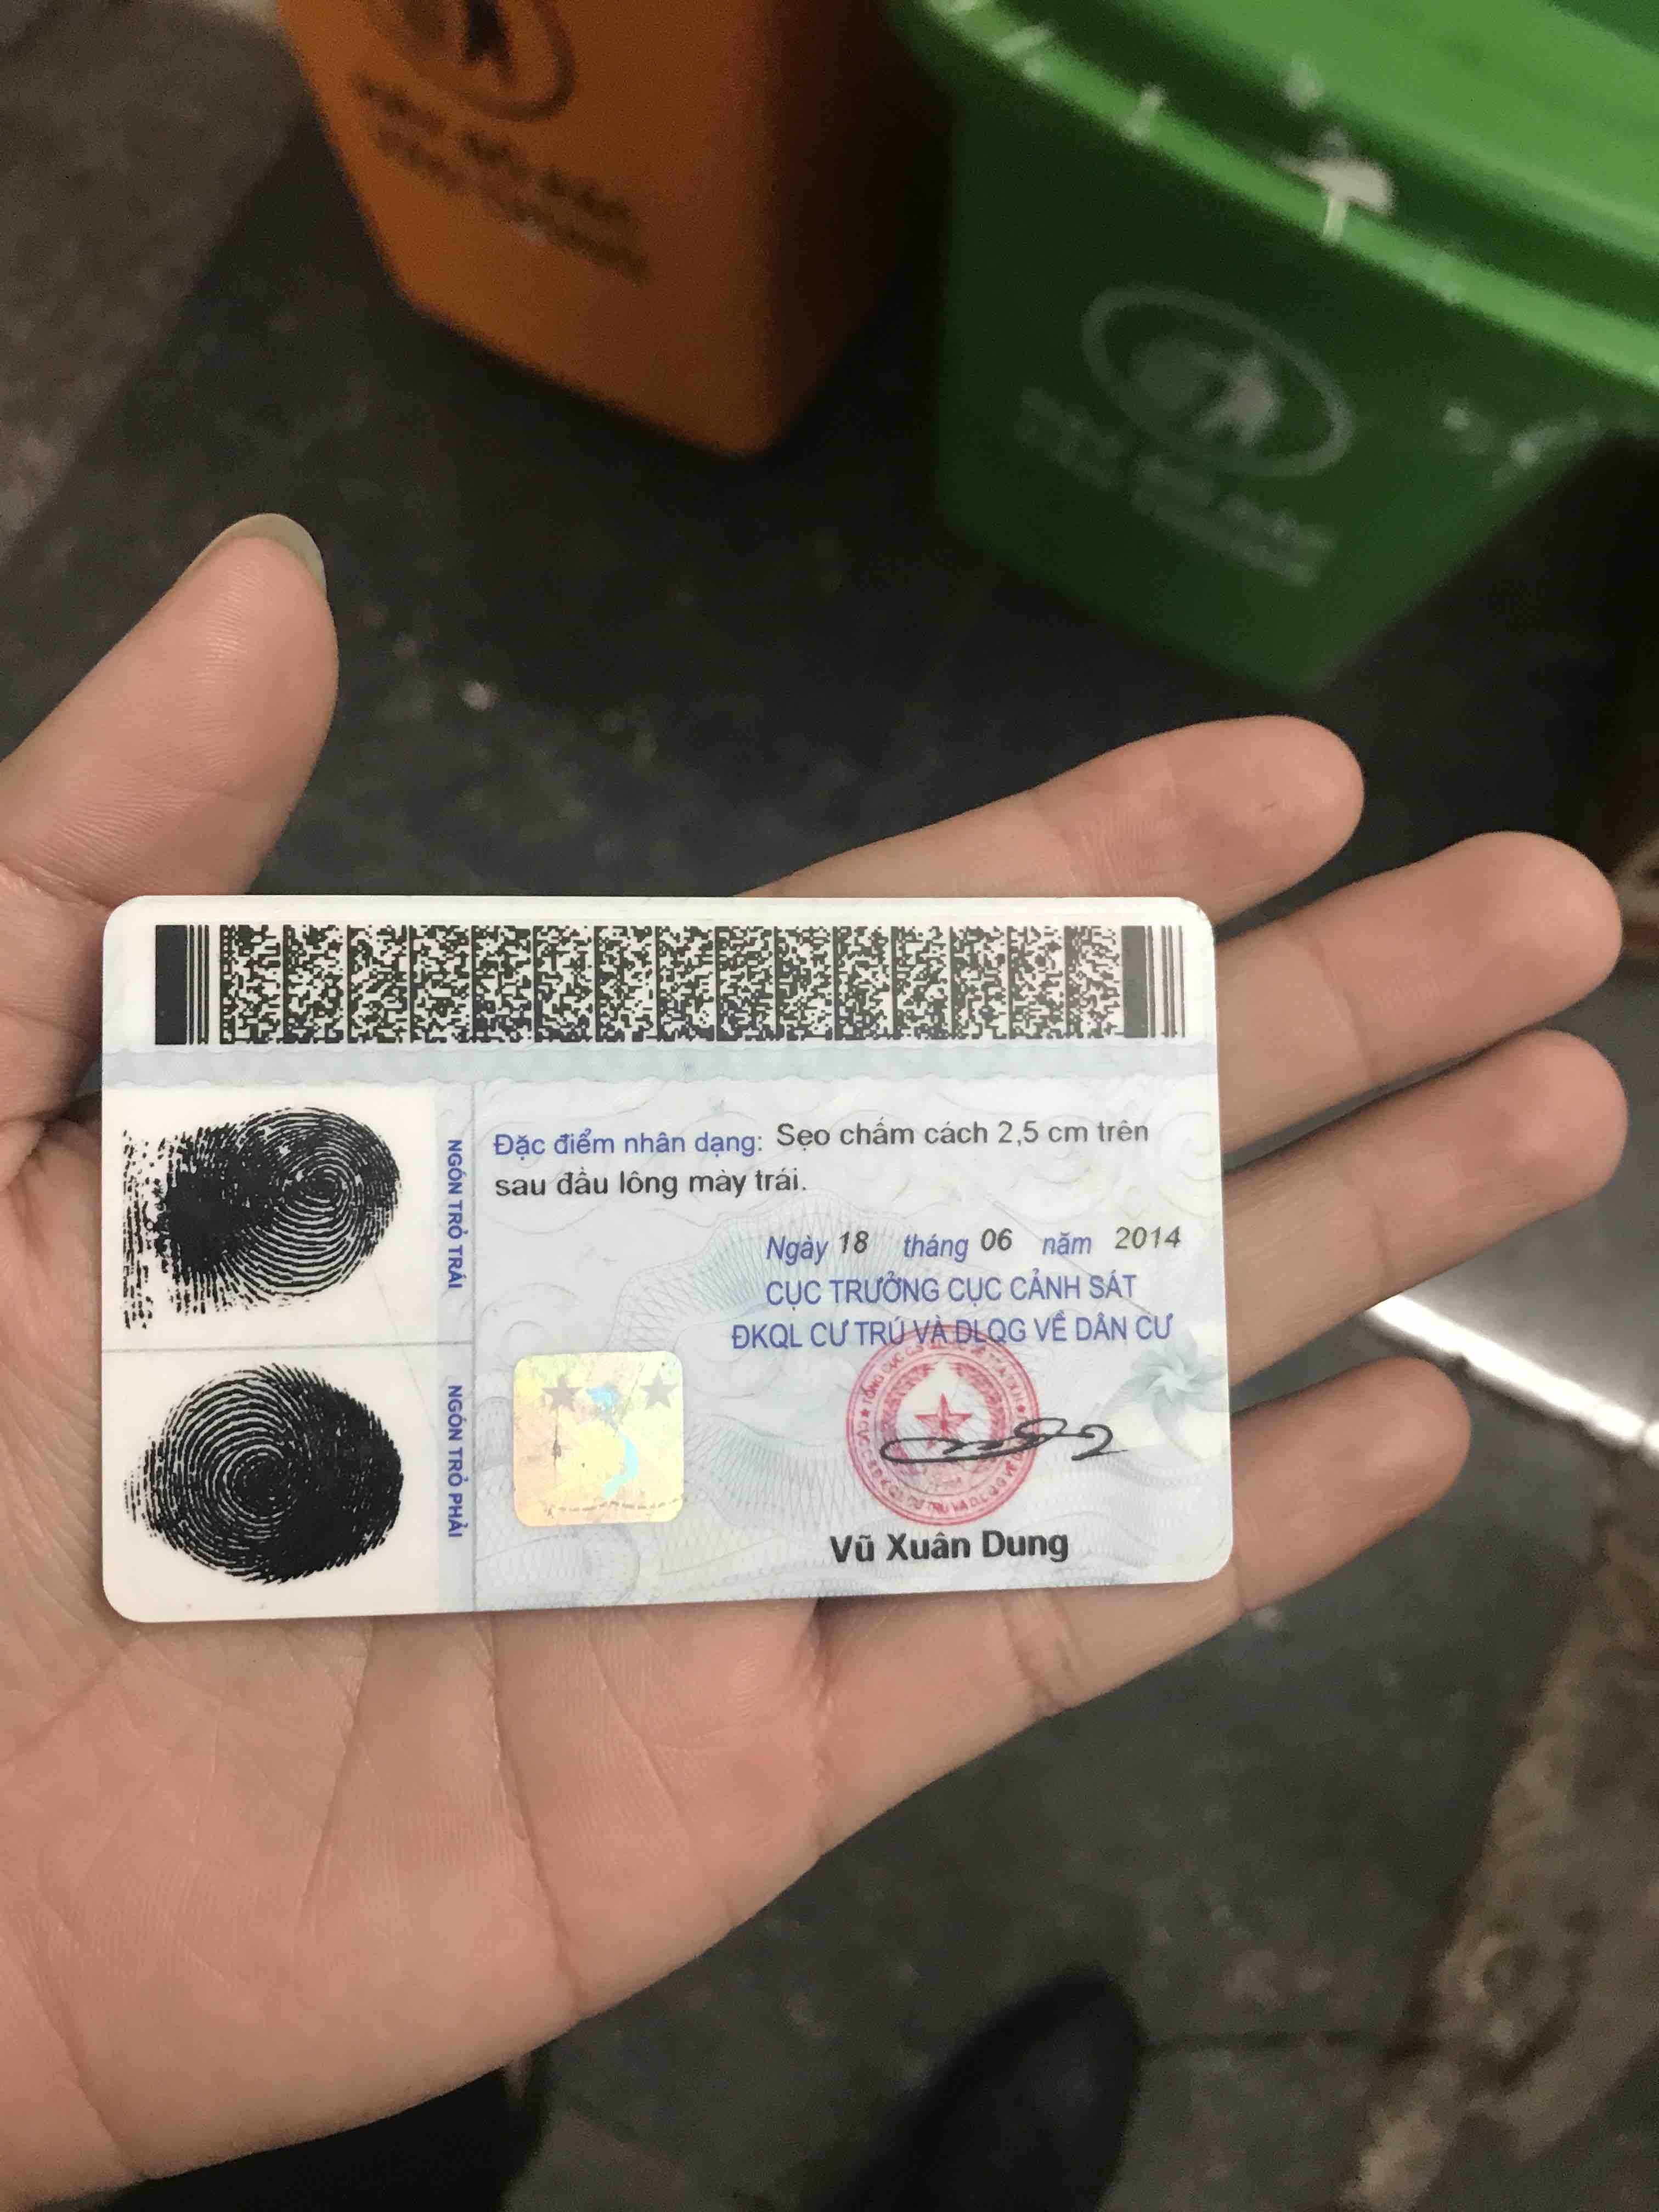 NGÓN TRỎ TRÁI
NGÓN TRỎ PHẢI
Đặc điểm nhân dạng: Sẹo chấm cách 2,5 cm trên
sau đầu lông mày trái.
Ngày 18 tháng 06 năm 2014
CỤC TRƯỞNG CỤC CẢNH SÁT
ĐKQL CƯ TRÚ VÀ DLQG VỀ DÂN CƯ
Vũ Xuân Dung